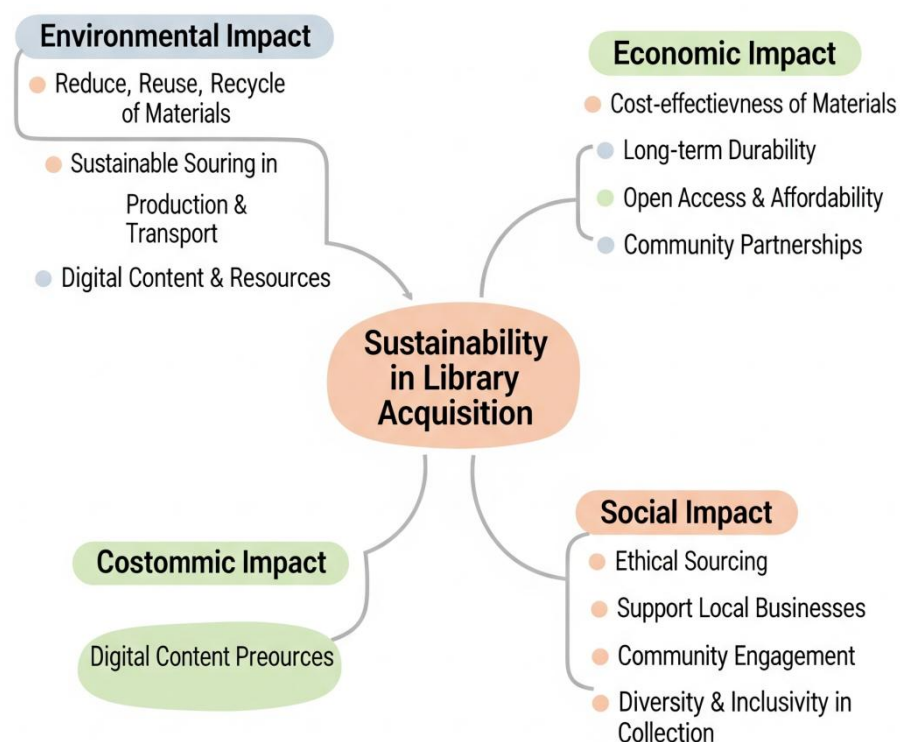 Environmental Impact
Reduce, Reuse, Recycle
of Materials
Sustainable Souring in
Production &
Transport
Digital Content & Resources
Economic Impact
Cost-effectievness of Materials
Long-term Durability
Open Access & Affordability
Community Partnerships
Sustainability
in Library
Acquisition
Costommic Impact
Digital Content Preources
Social Impact
Ethical Sourcing
Support Local Businesses
Community Engagement
Diversity & Inclusivity in
Collection